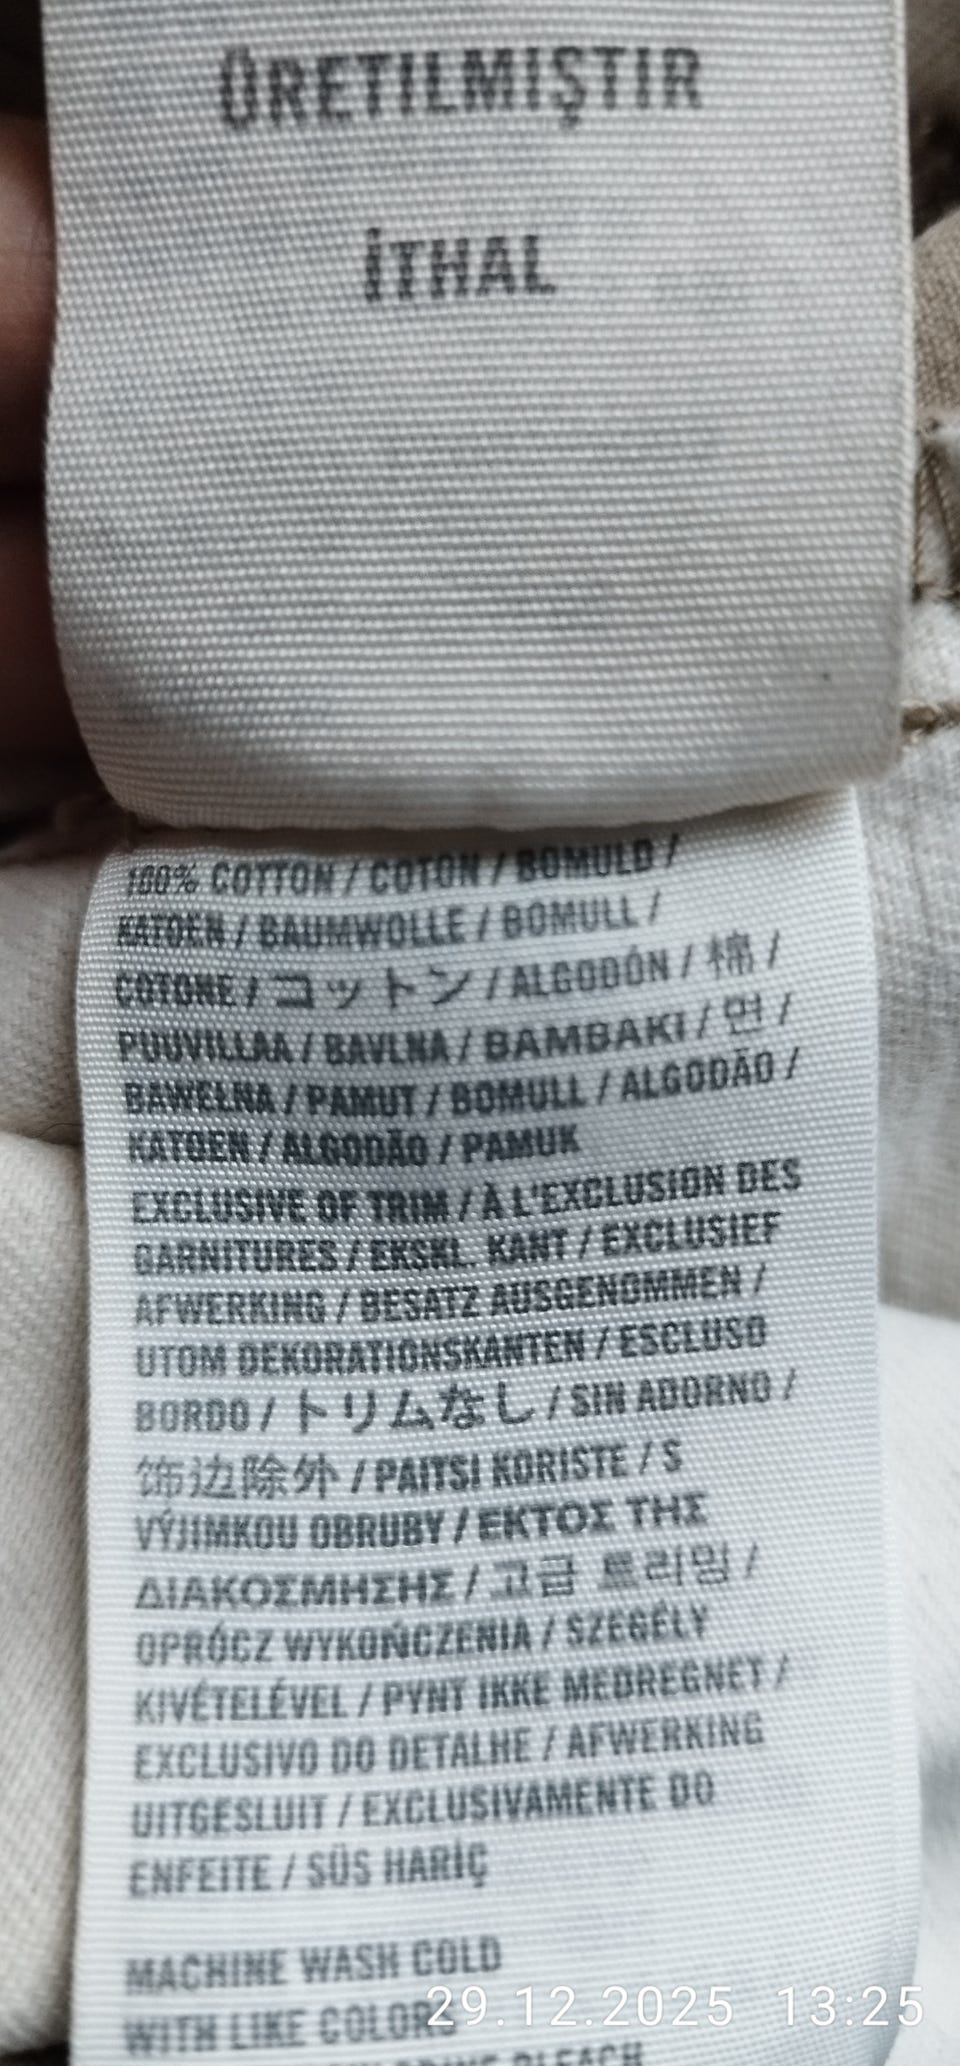 ÜRETILMIŞTIR
İTHAL
100% COTTON / COTON / BOMULD /
KATOEN / BAUMWOLLE / BOMULL /
COTONE / コットン / ALGODÓN / 棉 /
PUUVILLAA / BAVLNA / BAMBAKI / 면 /
BAWEŁNA / PAMUT / BOMULL / ALGODÃO /
KATOEN / ALGODÃO / PAMUK
EXCLUSIVE OF TRIM / À L'EXCLUSION DES
GARNITURES / EKSKL. KANT / EXCLUSIEF
AFWERKING / BESATZ AUSGENOMMEN /
UTOM DEKORATIONSKANTEN / ESCLUSO
BORDO / トリムなし / SIN ADORNO /
饰边除外 / PAITSI KORISTE / S
VÝJIMKOU OBRUBY / ΕΚΤΟΣ ΤΗΣ
ΔΙΑΚΟΣΜΗΣΗΣ / 고급 트리밍 /
OPRÓCZ WYKOŃCZENIA / SZEGÉLY
KIVÉTELÉVEL / PYNT IKKE MEDREGNET /
EXCLUSIVO DO DETALHE / AFWERKING
UITGESLUIT / EXCLUSIVAMENTE DO
ENFEITE / SÜS HARİÇ
MACHINE WASH COLD
WITH LIKE COLORS
BLEACH
29.12.2025 13:25